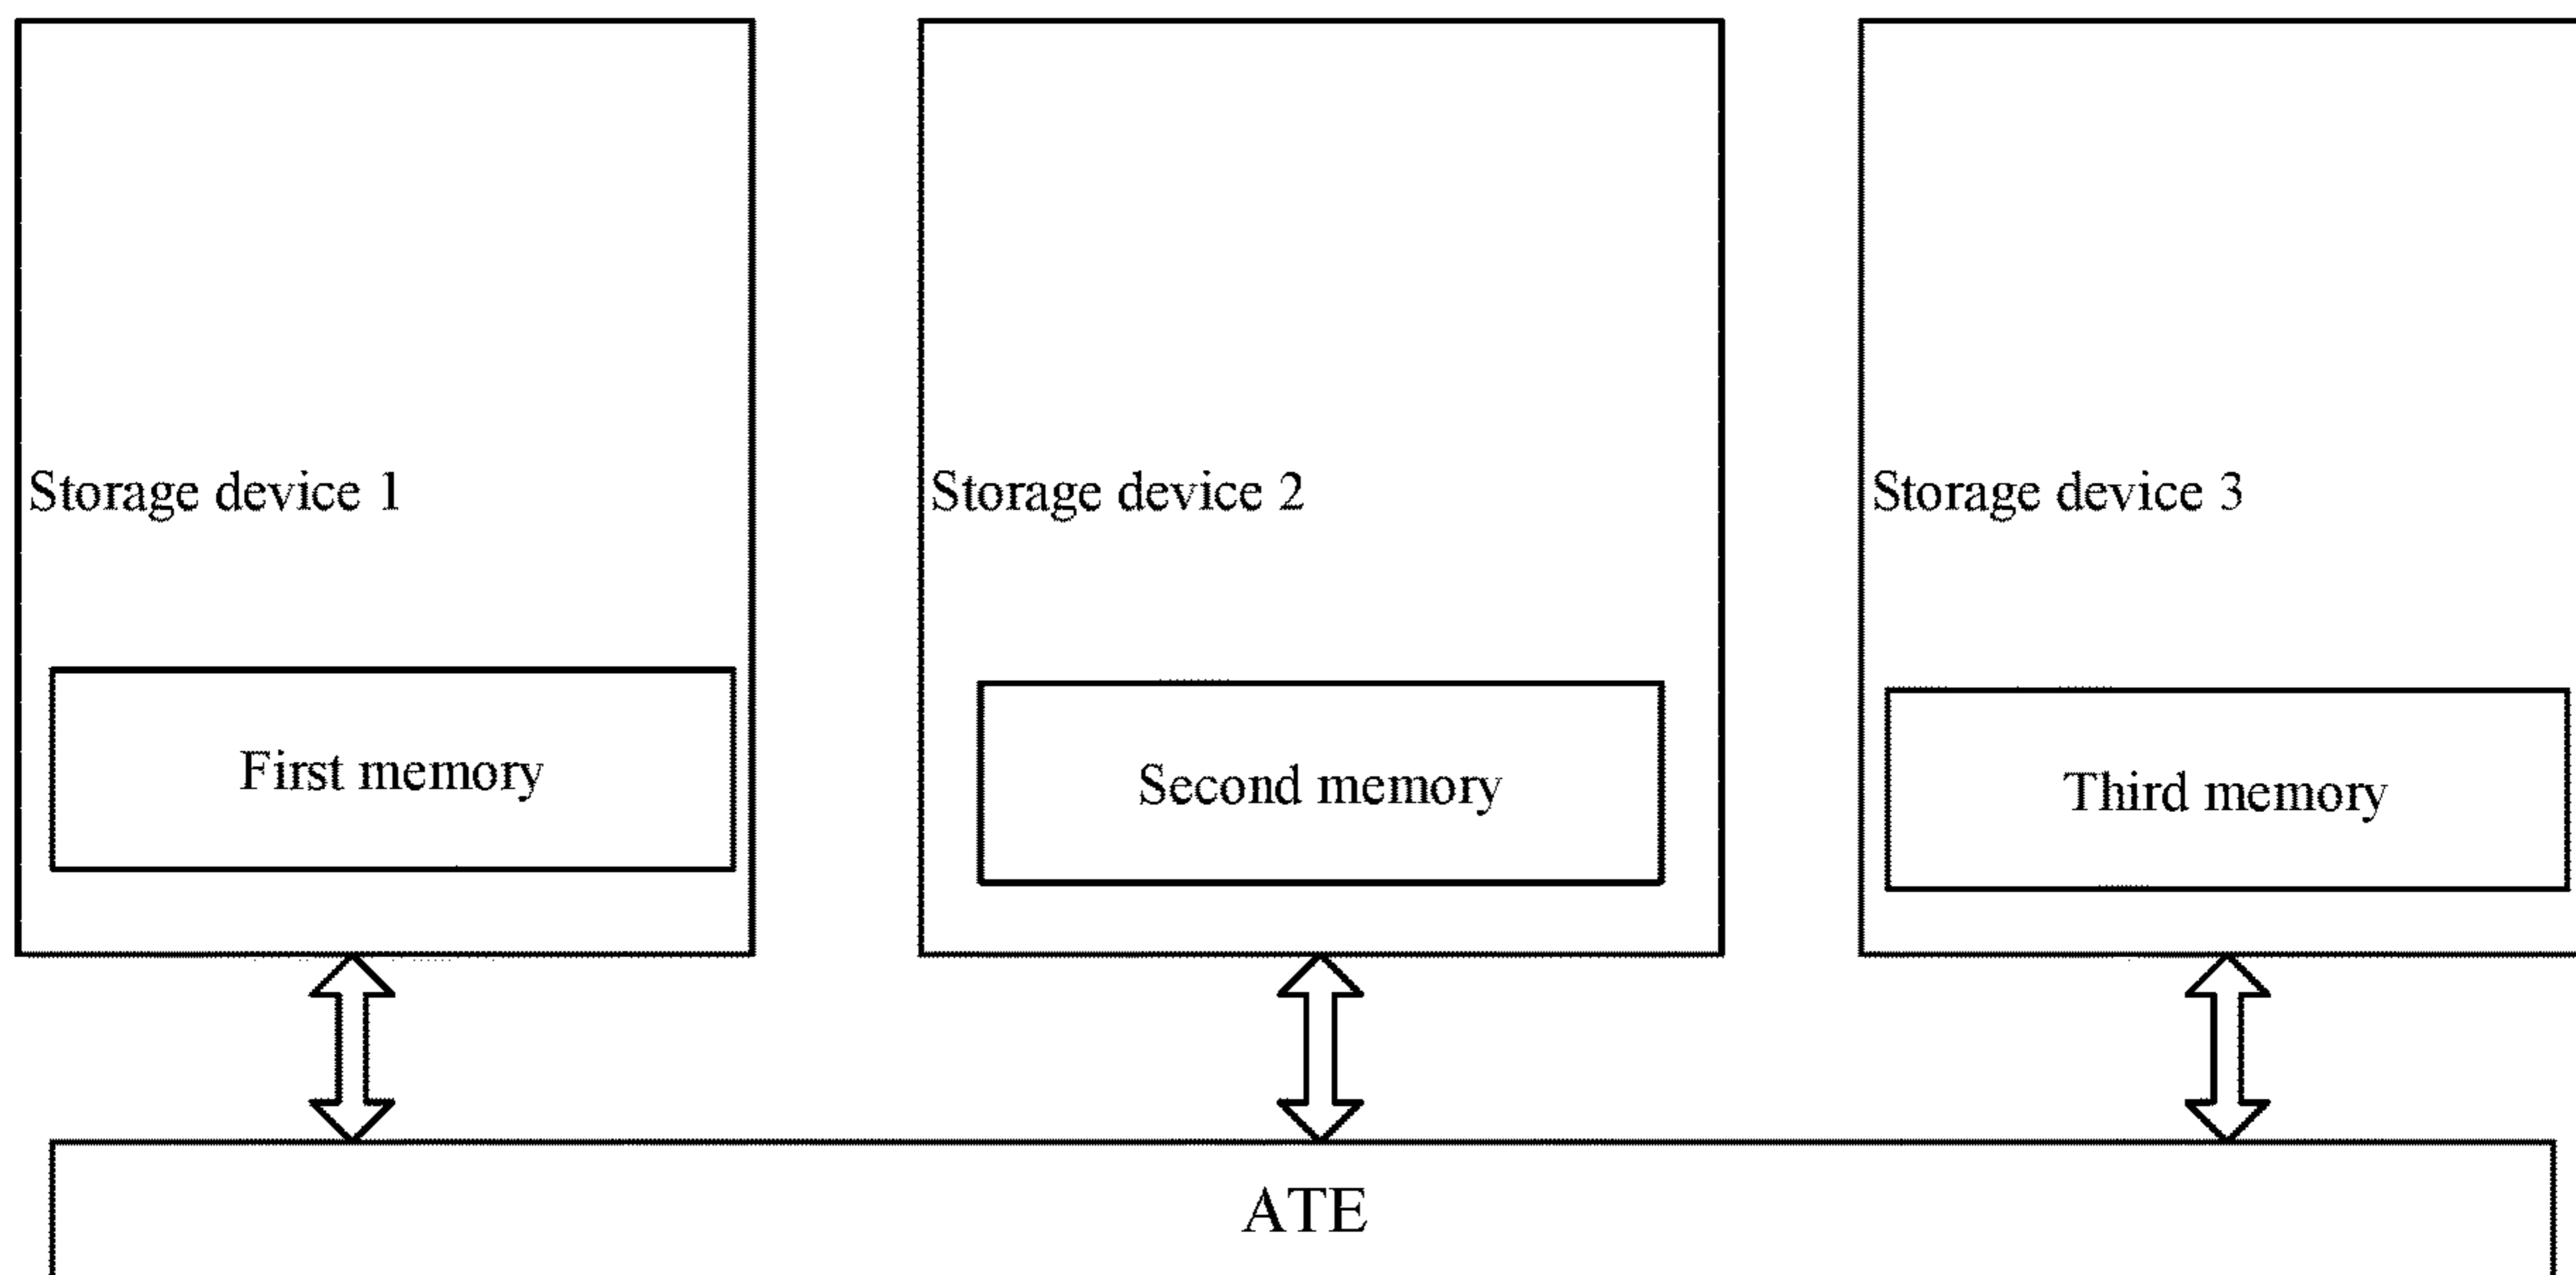 Storage device 1
Storage device 2
Storage device 3
First memory
Second memory
Third memory
ATE